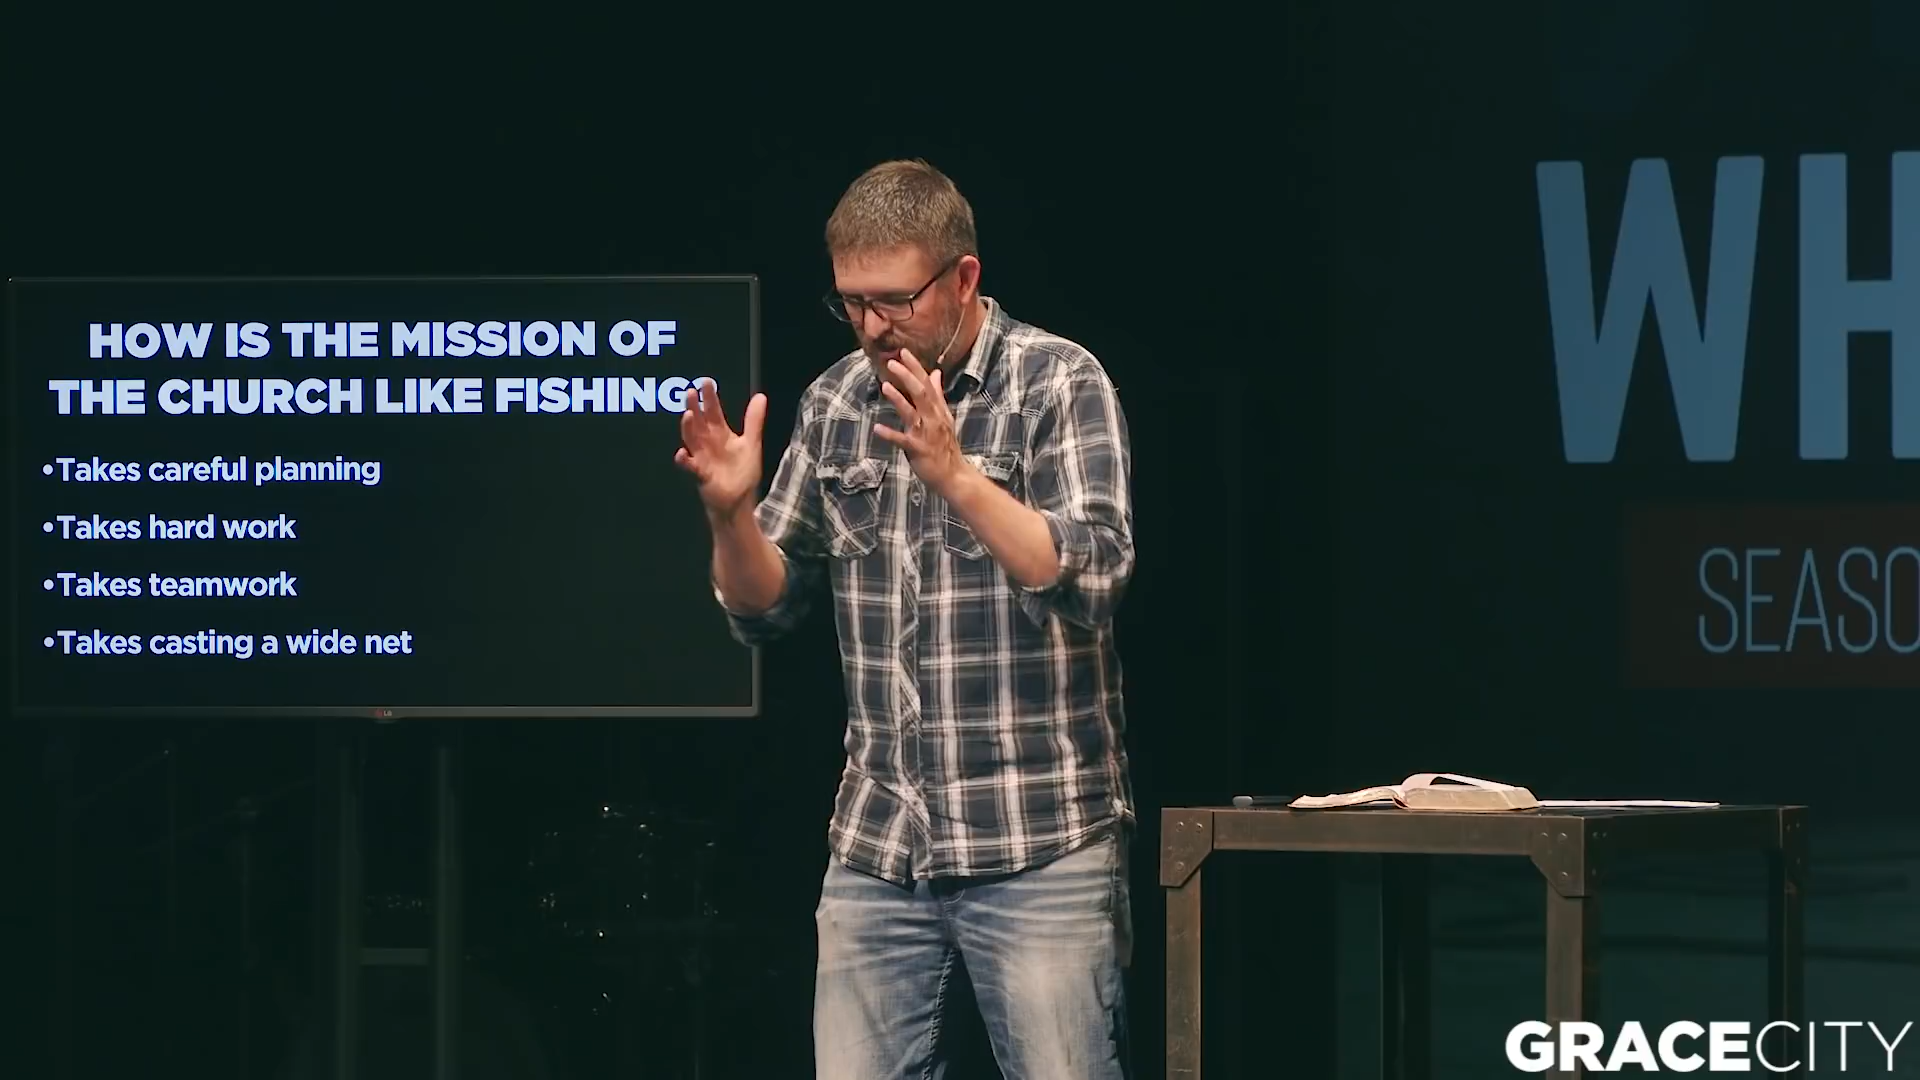 HOW IS THE MISSION OF
THE CHURCH LIKE FISHING?
•Takes careful planning
•Takes hard work
•Takes teamwork
•Takes casting a wide net
LG
WH
SEASO
GRACECITY